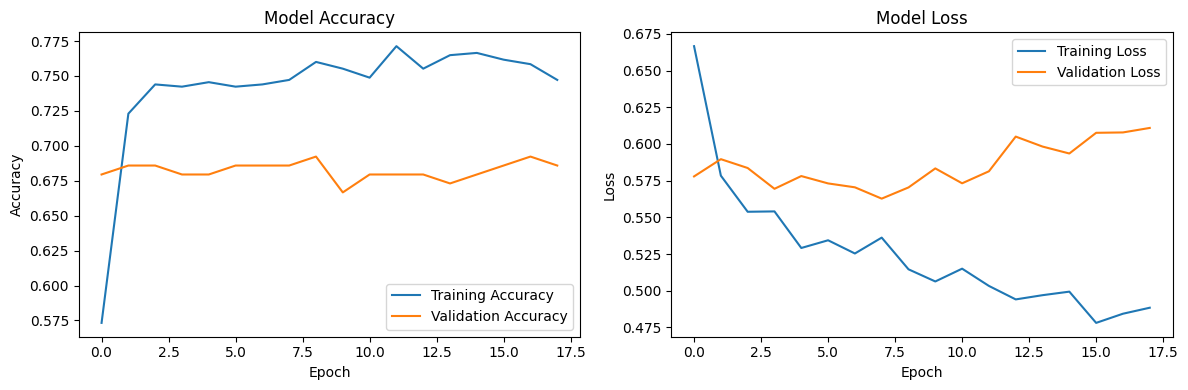 Model Accuracy
Accuracy
0.775
0.750
0.725
0.700
0.675
0.650
0.625
0.600
0.575
Training Accuracy
Validation Accuracy
0.0 2.5 5.0 7.5 10.0 12.5 15.0 17.5
Epoch
Model Loss
Loss
0.675
0.650
0.625
0.600
0.575
0.550
0.525
0.500
0.475
Training Loss
Validation Loss
0.0 2.5 5.0 7.5 10.0 12.5 15.0 17.5
Epoch